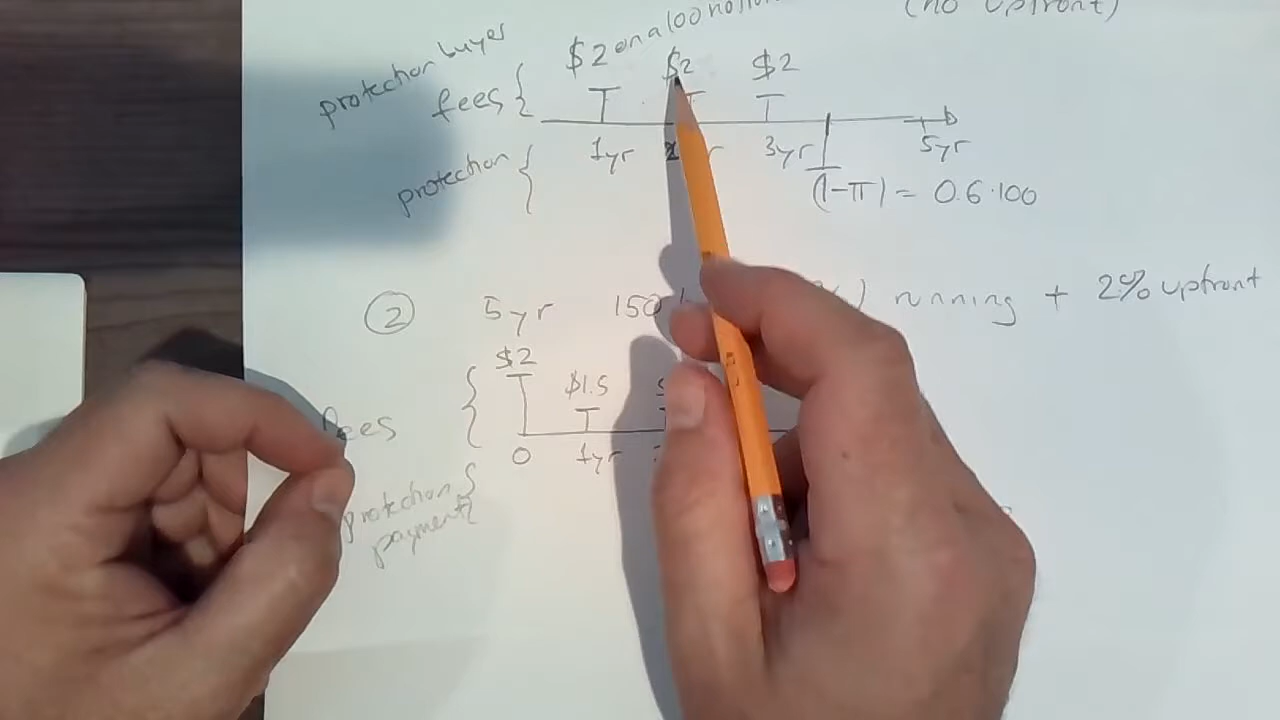 (no upfront)
$2 on a 100
$2
$2
protection buyer
fees {
1yr
3yr
5yr
protection {
(1-π) = 0.6·100
2
5yr 150 running + 2% upfront
$2
$1.5
fees {
0
1yr
protection
payment {